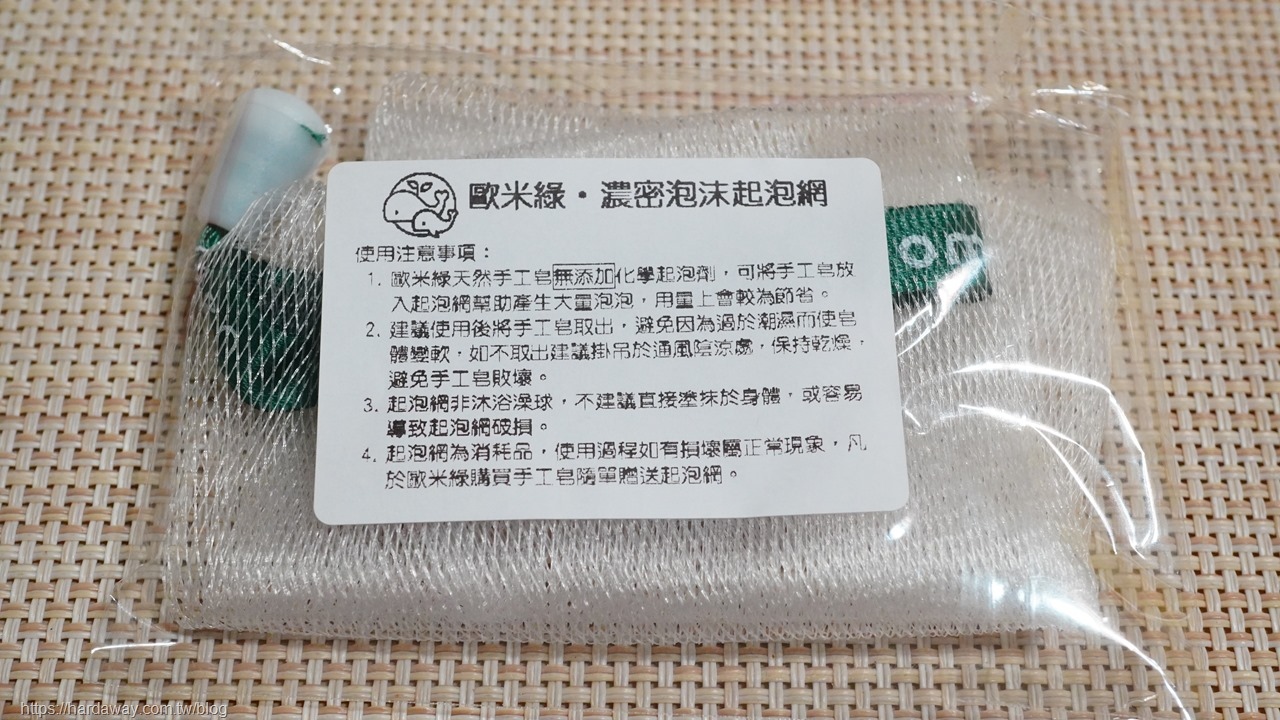 歐米綠・濃密泡沫起泡網
使用注意事項：
1. 歐米綠天然手工皂無添加化學起泡劑，可將手工皂放
入起泡網幫助產生大量泡泡，用量上會較為節省。
2. 建議使用後將手工皂取出，避免因為過於潮濕而使皂
體變軟，如不取出建議掛吊於通風陰涼處，保持乾燥，
避免手工皂敗壞。
3. 起泡網非沐浴澡球，不建議直接塗抹於身體，或容易
導致起泡網破損。
4. 起泡網為消耗品，使用過程如有損壞屬正常現象，凡
於歐米綠購買手工皂隨單贈送起泡網。
om
https://hardaway.com.tw/blog